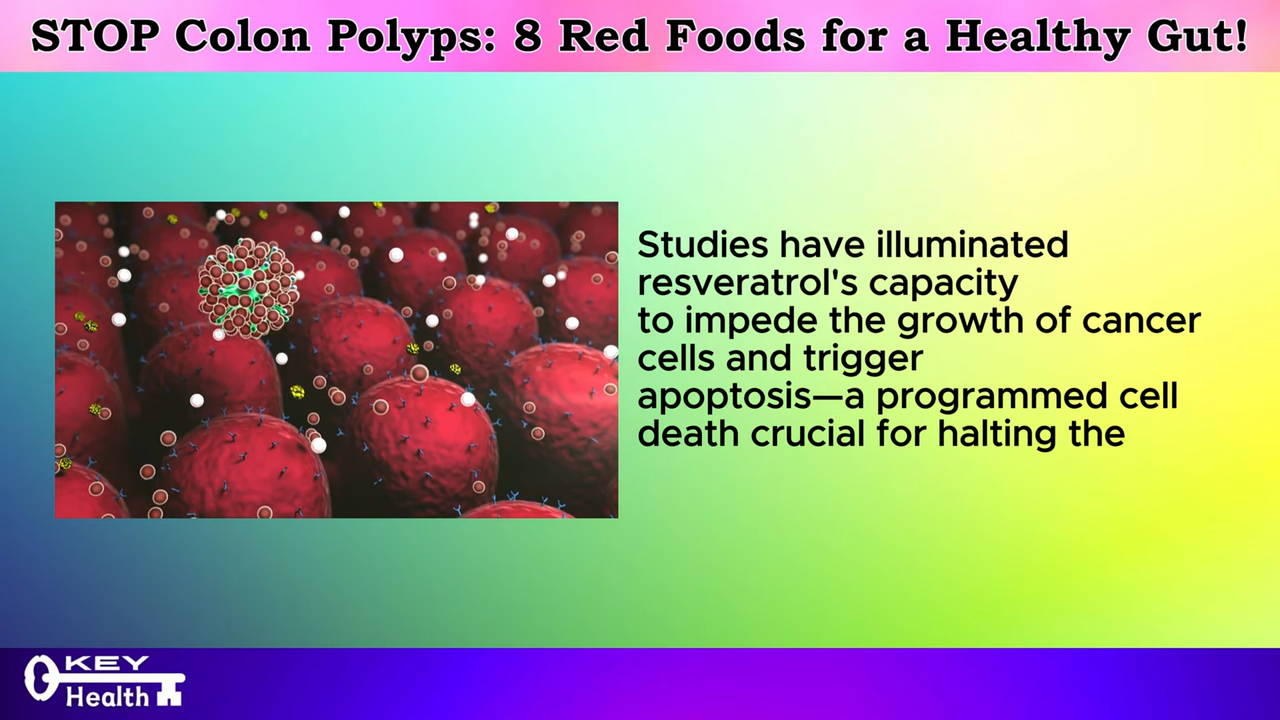 STOP Colon Polyps: 8 Red Foods for a Healthy Gut!
Studies have illuminated
resveratrol's capacity
to impede the growth of cancer
cells and trigger
apoptosis—a programmed cell
death crucial for halting the
KEY
Health